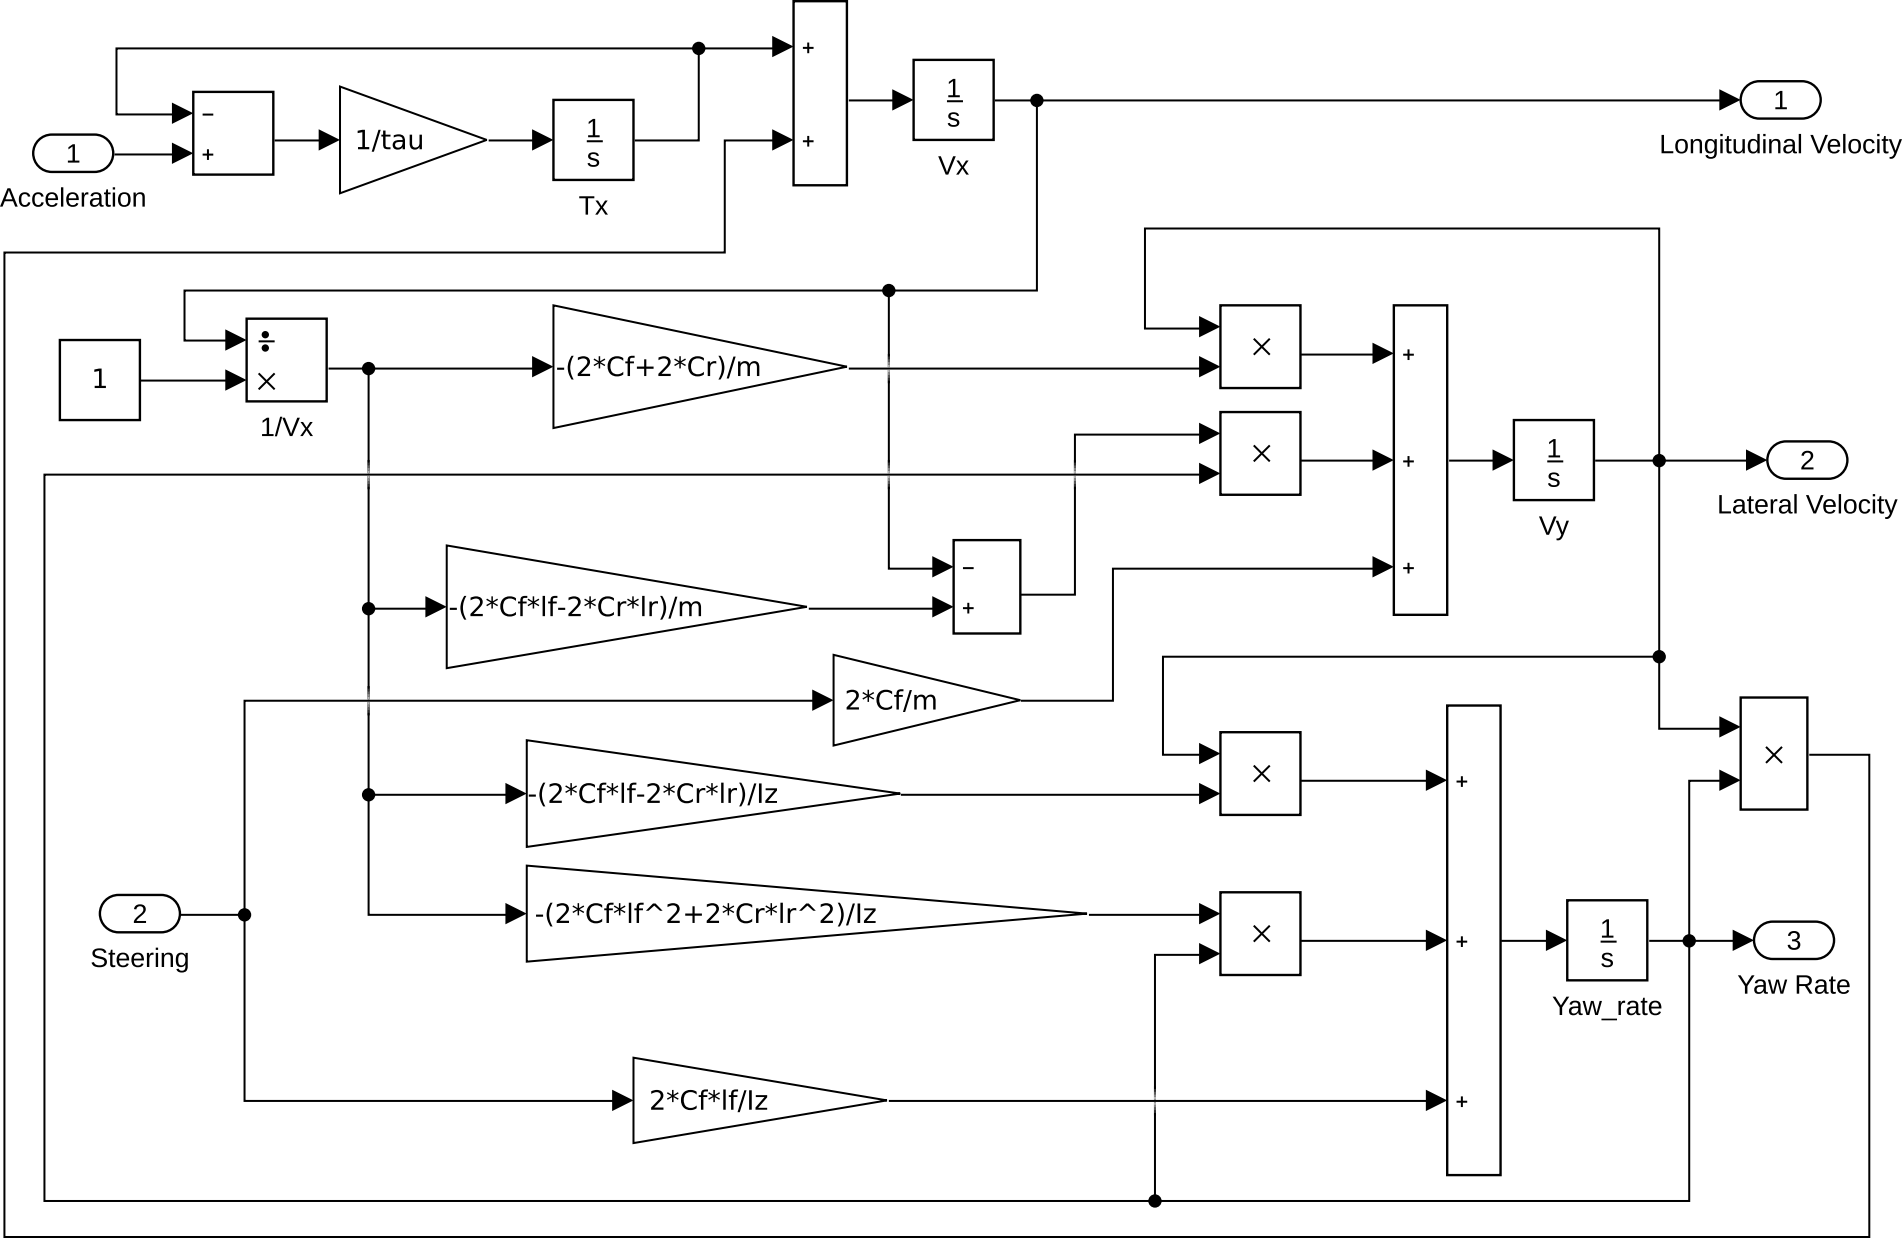 +
1
s
Vx
1
Longitudinal Velocity
−
+
1
Acceleration
1/tau
1
s
Tx
+
1
÷
×
1/Vx
-(2*Cf+2*Cr)/m
×
+
×
+
1
s
Vy
2
Lateral Velocity
-(2*Cf*lf-2*Cr*lr)/m
−
+
+
2*Cf/m
-(2*Cf*lf-2*Cr*lr)/Iz
×
+
×
2
Steering
-(2*Cf*lf^2+2*Cr*lr^2)/Iz
×
+
1
s
Yaw_rate
3
Yaw Rate
2*Cf*lf/Iz
+